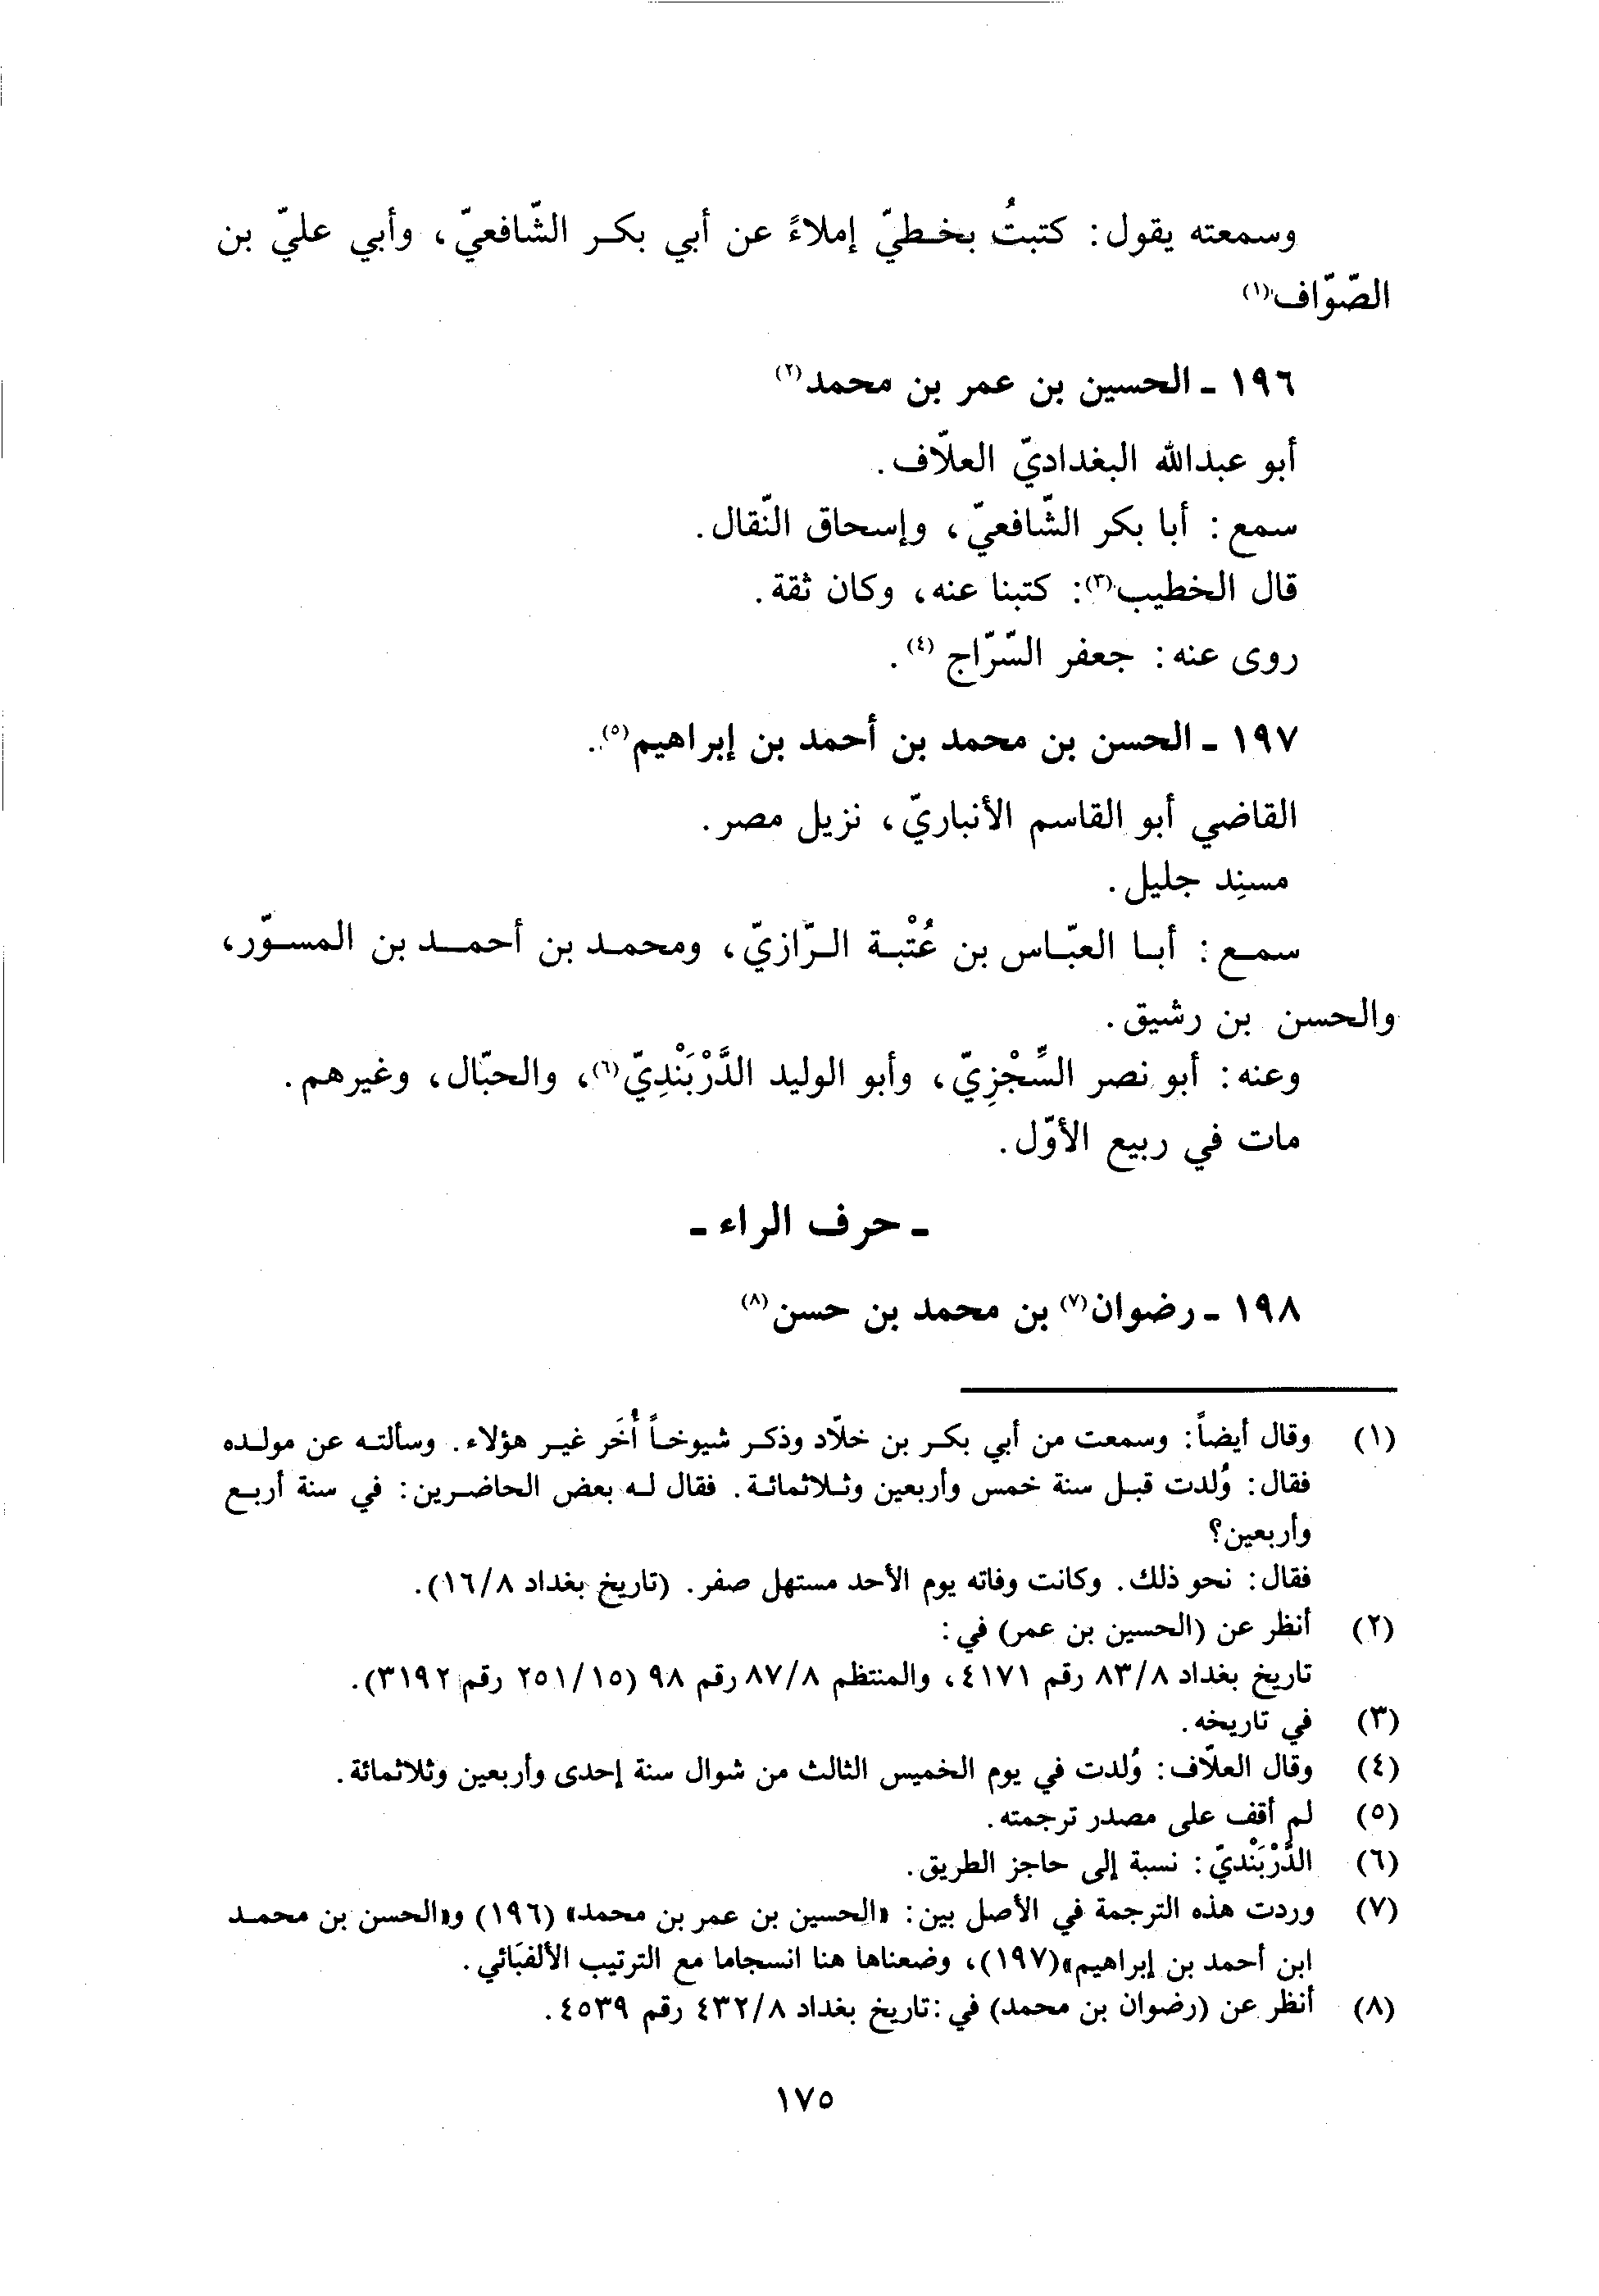 وسمعته يقول: كتبتُ بخطيّ إملاءً عن أبي بكر الشّافعيّ، وأبي عليّ بن
الصّوّاف(١)
١٩٦ ـ الحسين بن عمر بن محمد(٢)
أبو عبدالله البغداديّ العلّاف.
سمع: أبا بكر الشّافعيّ، وإسحاق النّقال.
قال الخطيب(٣): كتبنا عنه، وكان ثقة.
روى عنه: جعفر السّرّاج(٤).
١٩٧ ـ الحسن بن محمد بن أحمد بن إبراهيم(٥).
القاضي أبو القاسم الأنباريّ، نزيل مصر.
مسنِد جليل.
سمع: أبا العبّاس بن عُتْبة الرّازيّ، ومحمد بن أحمد بن المسوّر،
والحسن بن رشيق.
وعنه: أبو نصر السِّجْزِيّ، وأبو الوليد الدَّرْبَنْدِيّ(٦)، والحبّال، وغيرهم.
مات في ربيع الأوّل.
ـ حرف الراء ـ
١٩٨ ـ رضوان(٧) بن محمد بن حسن(٨)
(١) وقال أيضاً: وسمعت من أبي بكر بن خلّاد وذكر شيوخاً أُخَر غير هؤلاء. وسألته عن مولده
فقال: وُلدت قبل سنة خمس وأربعين وثلاثمائة. فقال له بعض الحاضرين: في سنة أربع
وأربعين؟
فقال: نحو ذلك. وكانت وفاته يوم الأحد مستهل صفر. (تاريخ بغداد ١٦/٨).
(٢) أنظر عن (الحسين بن عمر) في:
تاريخ بغداد ٨٣/٨ رقم ٤١٧١، والمنتظم ٨٧/٨ رقم ٩٨ (٢٥١/١٥ رقم ٣١٩٢).
(٣) في تاريخه.
(٤) وقال العلّاف: وُلدت في يوم الخميس الثالث من شوال سنة إحدى وأربعين وثلاثمائة.
(٥) لم أقف على مصدر ترجمته.
(٦) الدَّرْبَنْديّ: نسبة إلى حاجز الطريق.
(٧) وردت هذه الترجمة في الأصل بين: «الحسين بن عمر بن محمد» (١٩٦) و«الحسن بن محمد
ابن أحمد بن إبراهيم»(١٩٧)، وضعناها هنا انسجاما مع الترتيب الألفبَائي.
(٨) أنظر عن (رضوان بن محمد) في :تاريخ بغداد ٤٣٢/٨ رقم ٤٥٣٩.
١٧٥